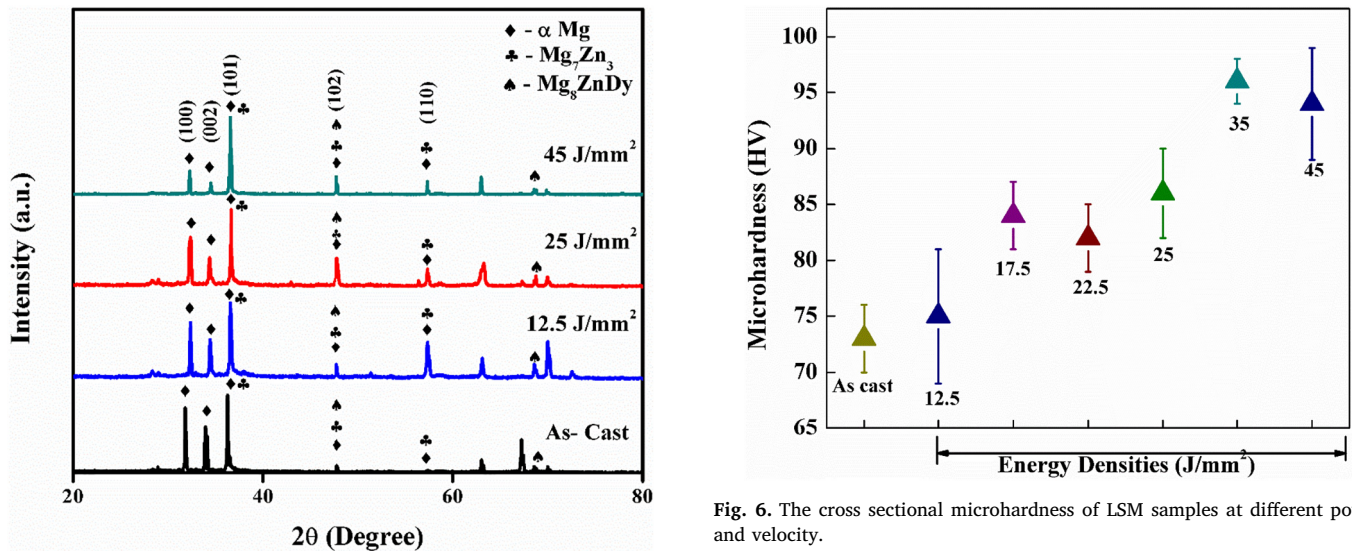 ♦ - α Mg
♣ - Mg₇Zn₃
♠ - Mg₈ZnDy
(100)
(002)
(101)
(102)
(110)
45 J/mm²
25 J/mm²
12.5 J/mm²
As- Cast
Intensity (a.u.)
20 40 60 80
2θ (Degree)
100
95
90
85
80
75
70
65
Microhardness (HV)
As cast
12.5
17.5
22.5
25
35
45
Energy Densities (J/mm²)
Fig. 6. The cross sectional microhardness of LSM samples at different po
and velocity.